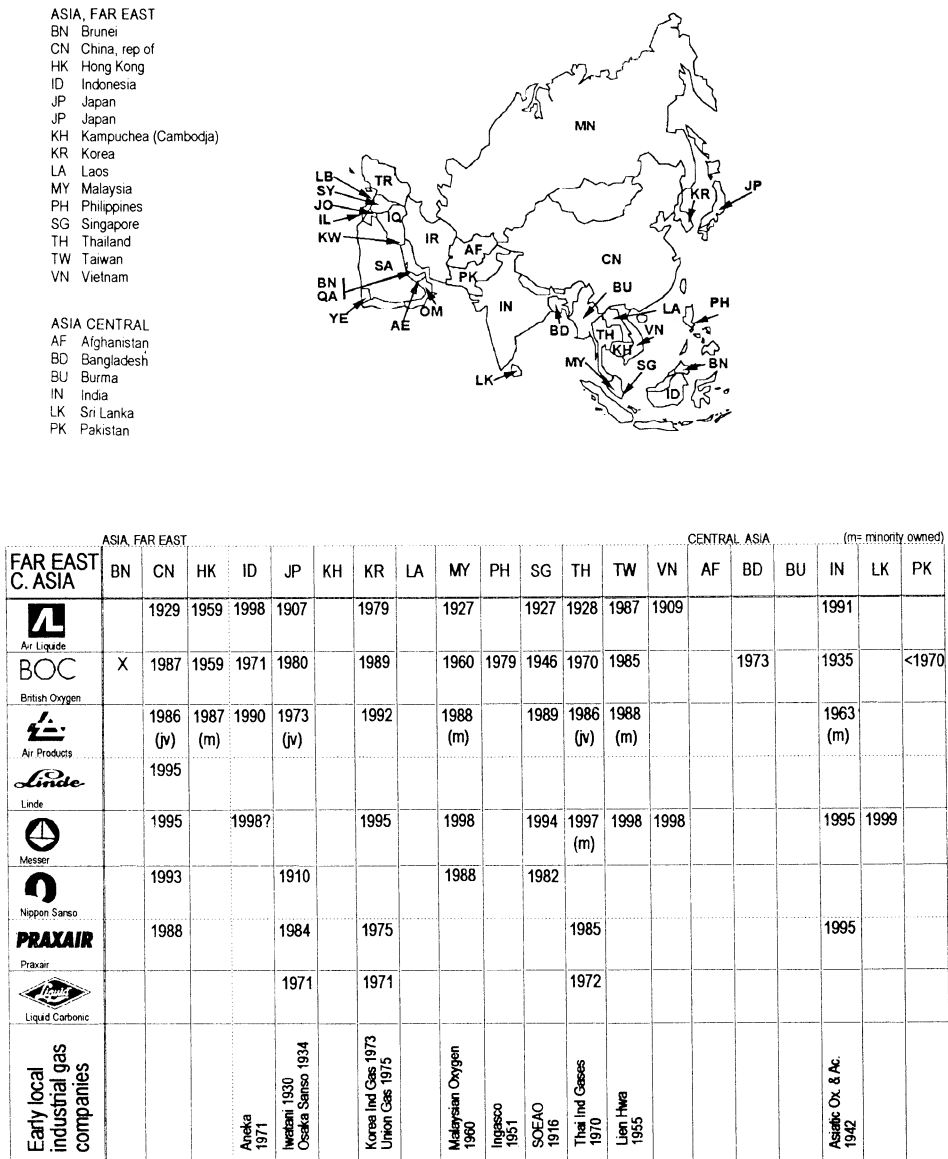 ASIA, FAR EAST
BN Brunei
CN China, rep of
HK Hong Kong
ID Indonesia
JP Japan
JP Japan
KH Kampuchea (Cambodja)
KR Korea
LA Laos
MY Malaysia
PH Philippines
SG Singapore
TH Thailand
TW Taiwan
VN Vietnam
ASIA CENTRAL
AF Afghanistan
BD Bangladesh
BU Burma
IN India
LK Sri Lanka
PK Pakistan
MN
LB
TR
SY
JO
IL
IQ
KR
JP
KW
IR
AF
SA
PK
CN
BN
QA
IN
BU
YE
AE
OM
BD
LA
PH
TH
VN
KH
LK
MY
SG
BN
ID
ASIA, FAR EAST CENTRAL ASIA (m= minority owned)
FAR EAST
C. ASIA
BN CN HK ID JP KH KR LA MY PH SG TH TW VN AF BD BU IN LK PK
1929 1959 1998 1907 1979 1927 1927 1928 1987 1909 1991
Air Liquide
BOC X 1987 1959 1971 1980 1989 1960 1979 1946 1970 1985 1973 1935 <1970
British Oxygen
1986 1987 1990 1973 1992 1988 1989 1986 1988 1963
(jv) (m) (jv) (m) (jv) (m) (m)
Air Products
Linde 1995
Linde
1995 1998? 1995 1998 1994 1997 1998 1998 1995 1999
(m)
Messer
1993 1910 1988 1982
Nippon Sanso
PRAXAIR 1988 1984 1975 1985 1995
Praxair
Liquid 1971 1971 1972
Liquid Carbonic
Early local
industrial gas
companies
Aneka
1971
Iwatani 1930
Osaka Sanso 1934
Korea Ind Gas 1973
Union Gas 1975
Malaysian Oxygen
1960
Ingasco
1951
SOEAO
1916
Thai Ind Gases
1970
Lien Hwa
1955
Asiatic Ox. & Ac.
1942